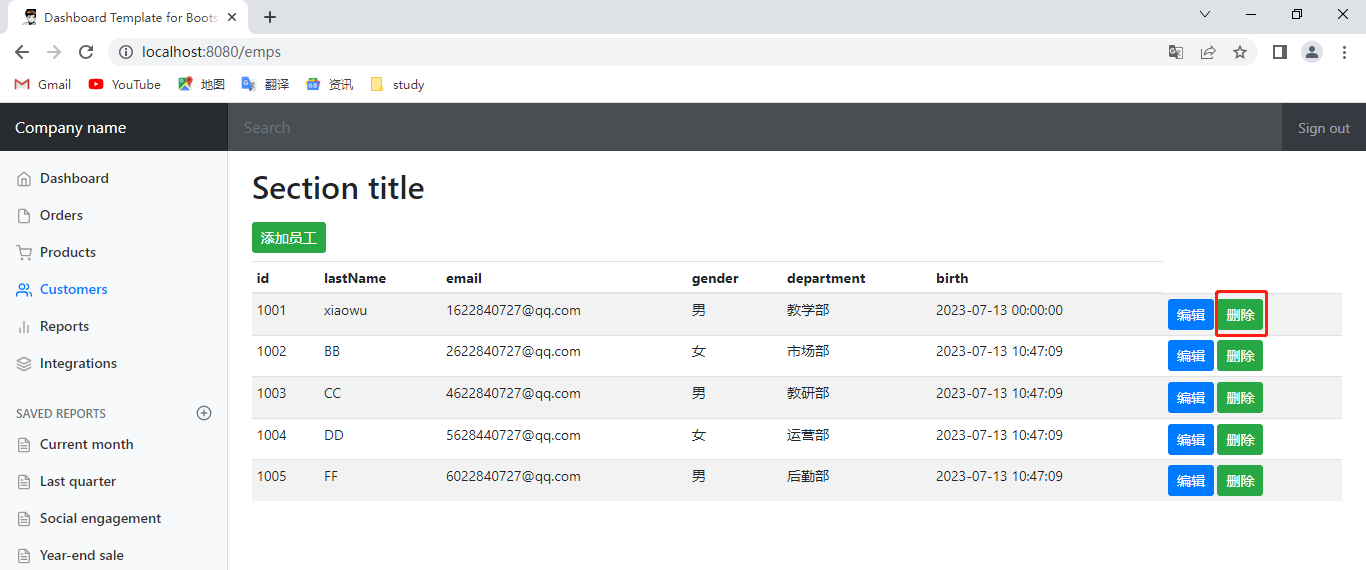 Dashboard Template for Boots
localhost:8080/emps
Gmail YouTube 地图 翻译 资讯 study
Company name Search Sign out
Dashboard
Orders
Products
Customers
Reports
Integrations
SAVED REPORTS
Current month
Last quarter
Social engagement
Year-end sale
Section title
添加员工
id lastName email gender department birth
1001 xiaowu 1622840727@qq.com 男 教学部 2023-07-13 00:00:00 编辑 删除
1002 BB 2622840727@qq.com 女 市场部 2023-07-13 10:47:09 编辑 删除
1003 CC 4622840727@qq.com 男 教研部 2023-07-13 10:47:09 编辑 删除
1004 DD 5628440727@qq.com 女 运营部 2023-07-13 10:47:09 编辑 删除
1005 FF 6022840727@qq.com 男 后勤部 2023-07-13 10:47:09 编辑 删除